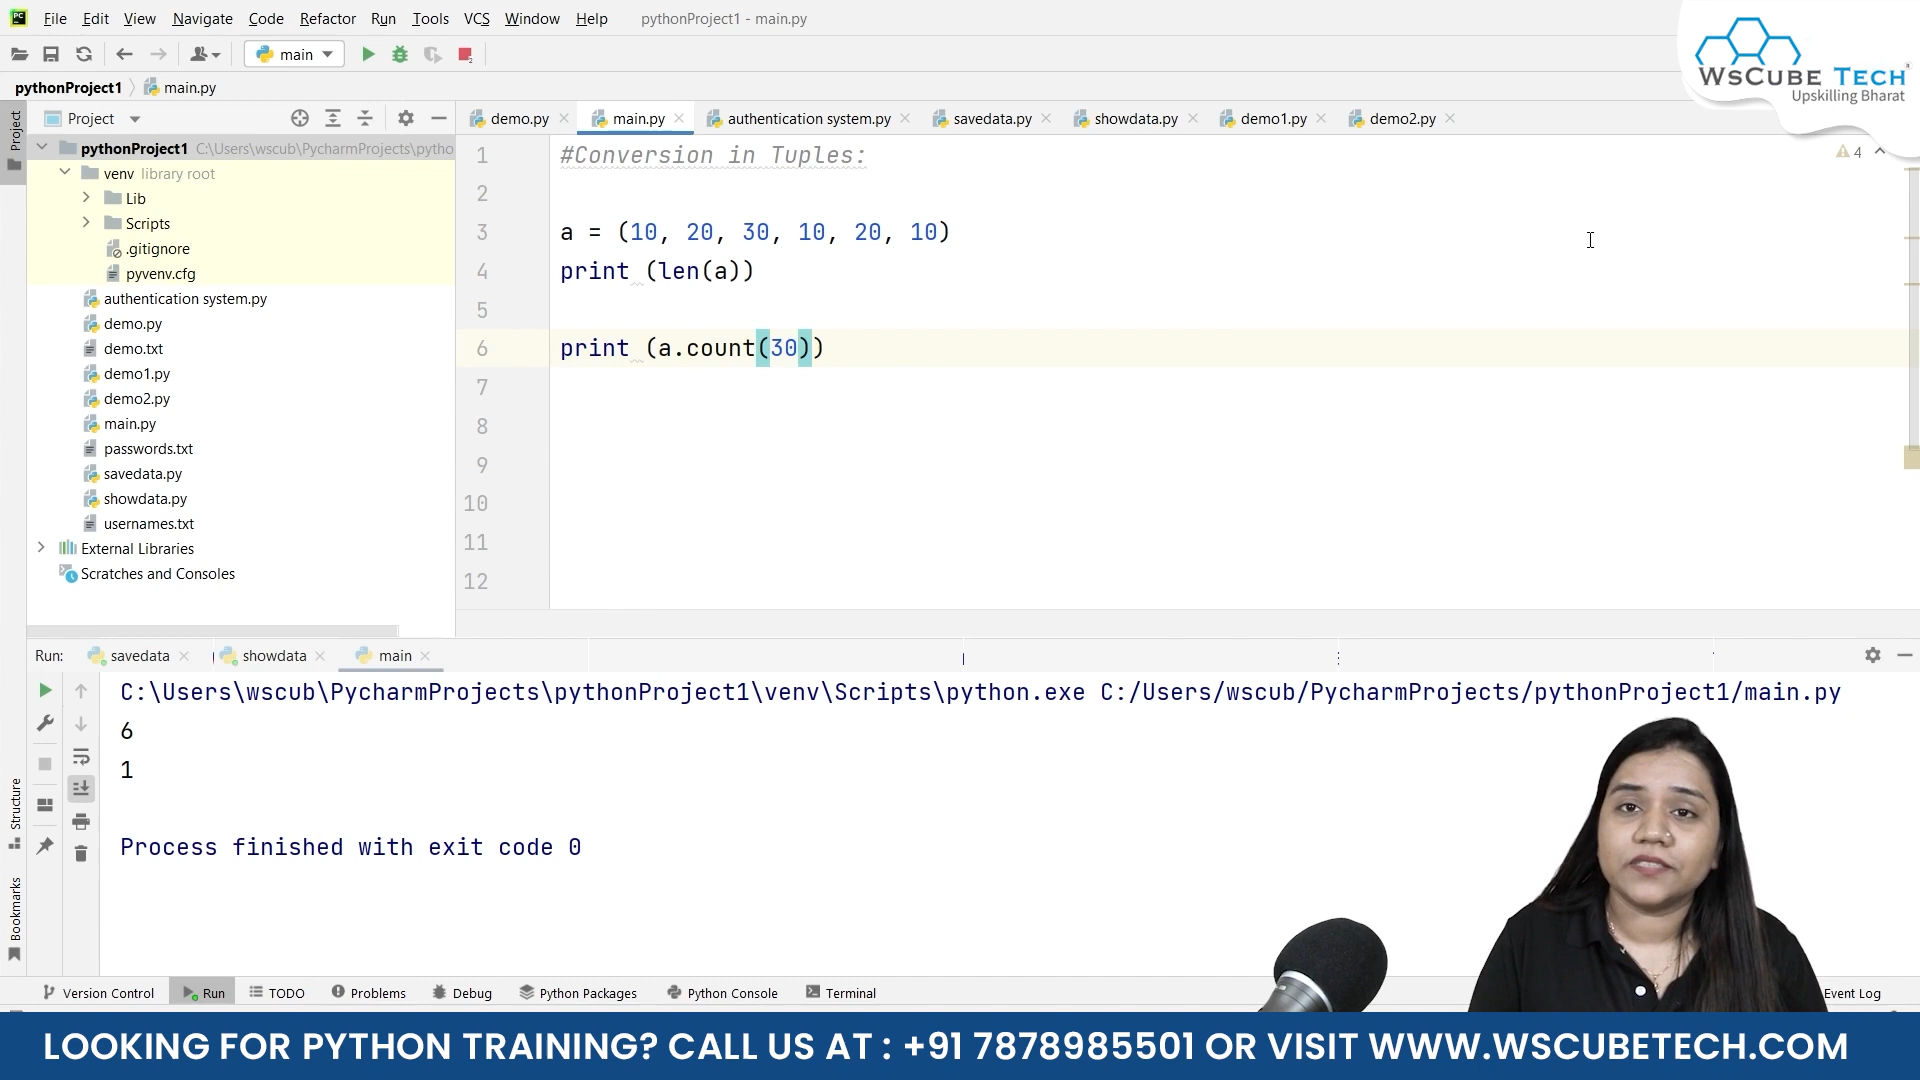 File Edit View Navigate Code Refactor Run Tools VCS Window Help pythonProject1 - main.py
main
WsCube Tech
Upskilling Bharat
pythonProject1 main.py
Project
demo.py main.py authentication system.py savedata.py showdata.py demo1.py demo2.py
Project
pythonProject1 C:\Users\wscub\PycharmProjects\pytho
venv library root
Lib
Scripts
.gitignore
pyvenv.cfg
authentication system.py
demo.py
demo.txt
demo1.py
demo2.py
main.py
passwords.txt
savedata.py
showdata.py
usernames.txt
External Libraries
Scratches and Consoles
4
1 #Conversion in Tuples:
2
3 a = (10, 20, 30, 10, 20, 10)
4 print (len(a))
5
6 print (a.count(30))
7
8
9
10
11
12
Run: savedata showdata main
C:\Users\wscub\PycharmProjects\pythonProject1\venv\Scripts\python.exe C:/Users/wscub/PycharmProjects/pythonProject1/main.py
6
1
Process finished with exit code 0
Structure
Bookmarks
Version Control Run TODO Problems Debug Python Packages Python Console Terminal Event Log
LOOKING FOR PYTHON TRAINING? CALL US AT : +91 7878985501 OR VISIT WWW.WSCUBETECH.COM